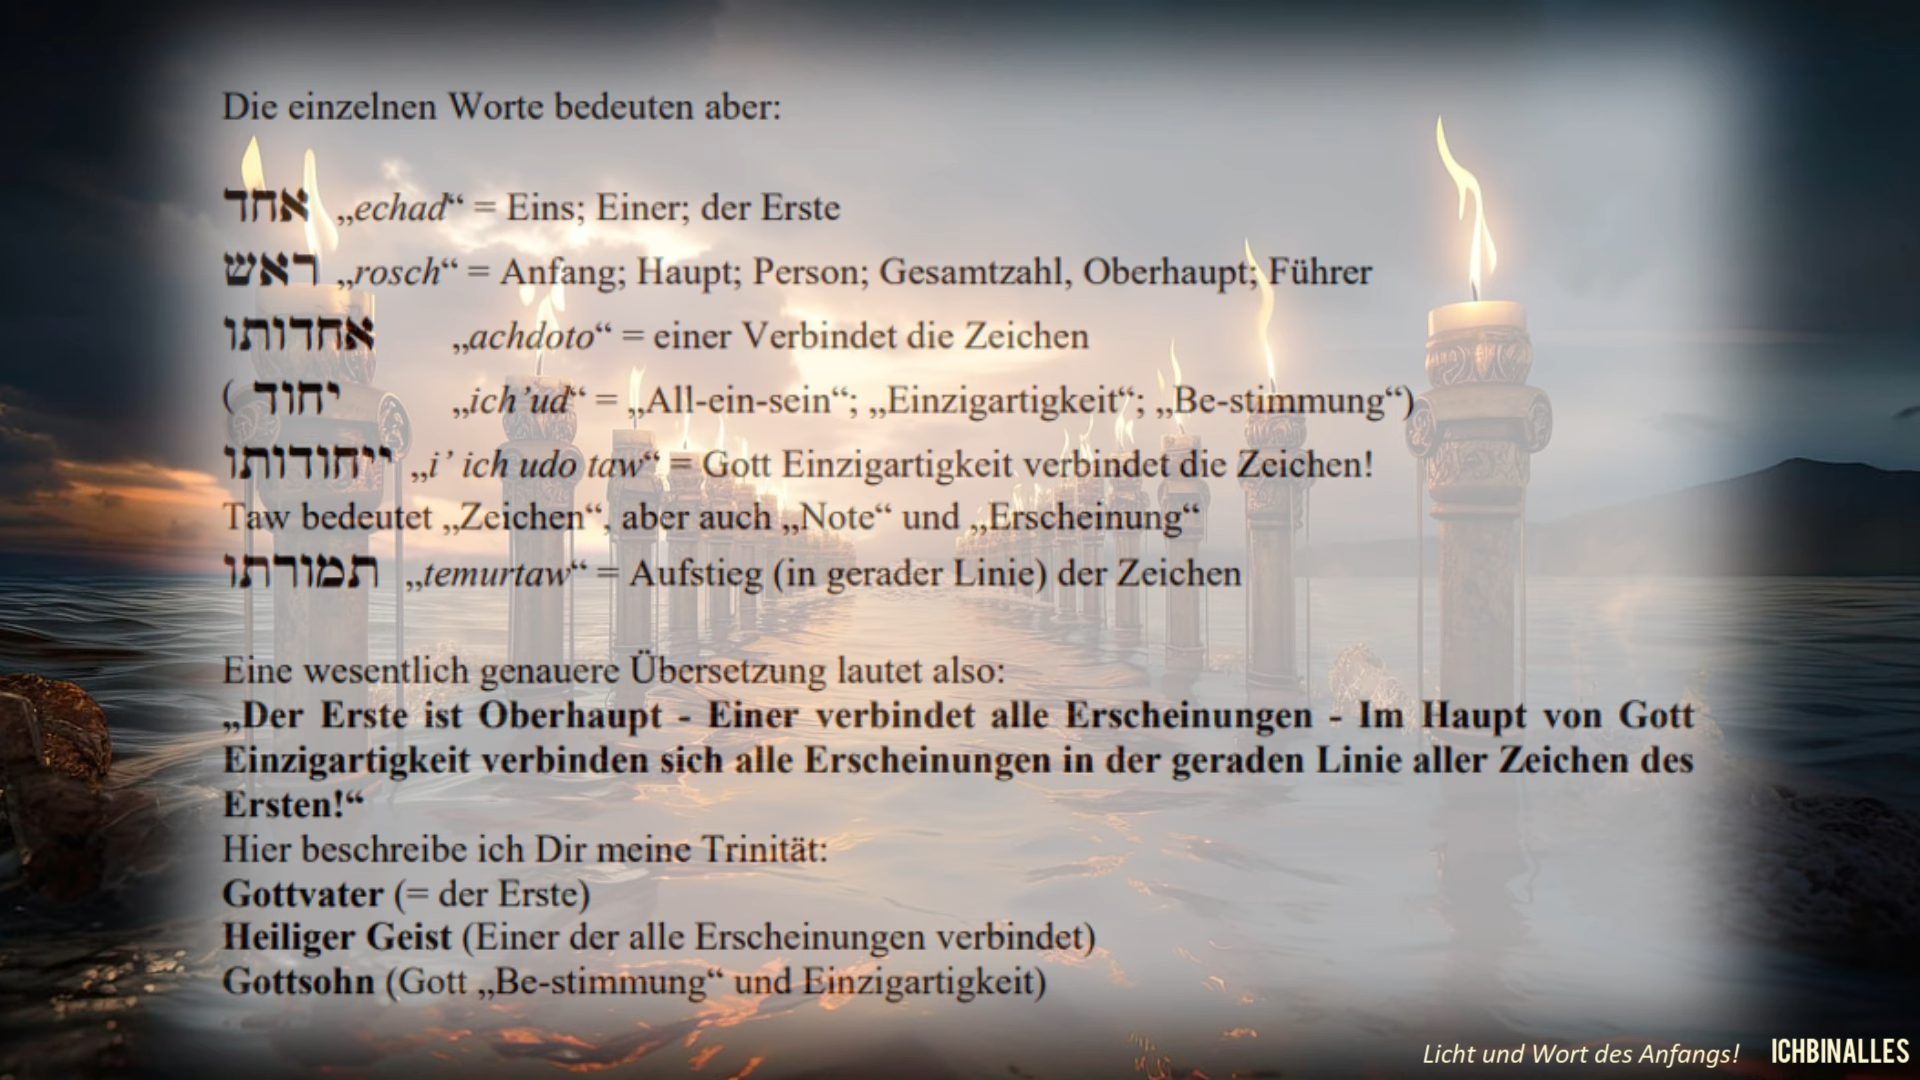 Die einzelnen Worte bedeuten aber:
אחד „echad“ = Eins; Einer; der Erste
ראש „rosch“ = Anfang; Haupt; Person; Gesamtzahl, Oberhaupt; Führer
אחדותו „achdoto“ = einer Verbindet die Zeichen
( יחוד „ich’ud“ = „All-ein-sein“; „Einzigartigkeit“; „Be-stimmung“)
ייחודותו „i’ ich udo taw“ = Gott Einzigartigkeit verbindet die Zeichen!
Taw bedeutet „Zeichen“, aber auch „Note“ und „Erscheinung“
תמורתו „temurtaw“ = Aufstieg (in gerader Linie) der Zeichen
Eine wesentlich genauere Übersetzung lautet also:
„Der Erste ist Oberhaupt - Einer verbindet alle Erscheinungen - Im Haupt von Gott
Einzigartigkeit verbinden sich alle Erscheinungen in der geraden Linie aller Zeichen des
Ersten!“
Hier beschreibe ich Dir meine Trinität:
Gottvater (= der Erste)
Heiliger Geist (Einer der alle Erscheinungen verbindet)
Gottsohn (Gott „Be-stimmung“ und Einzigartigkeit)
Licht und Wort des Anfangs! ICHBINALLES